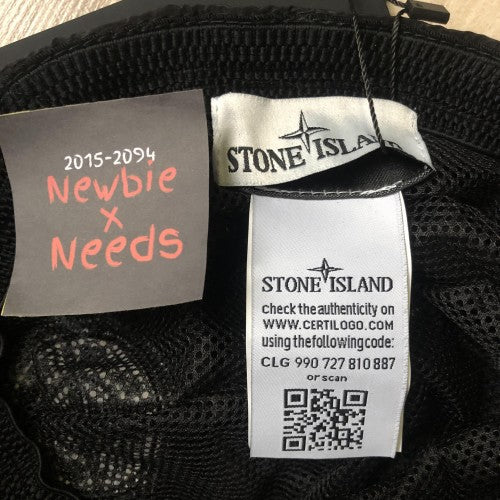 2015-2094
Newbie
x
Needs
STONE ISLAND
STONE ISLAND
check the authenticity on
WWW.CERTILOGO.COM
using the following code:
CLG 990 727 810 887
or scan